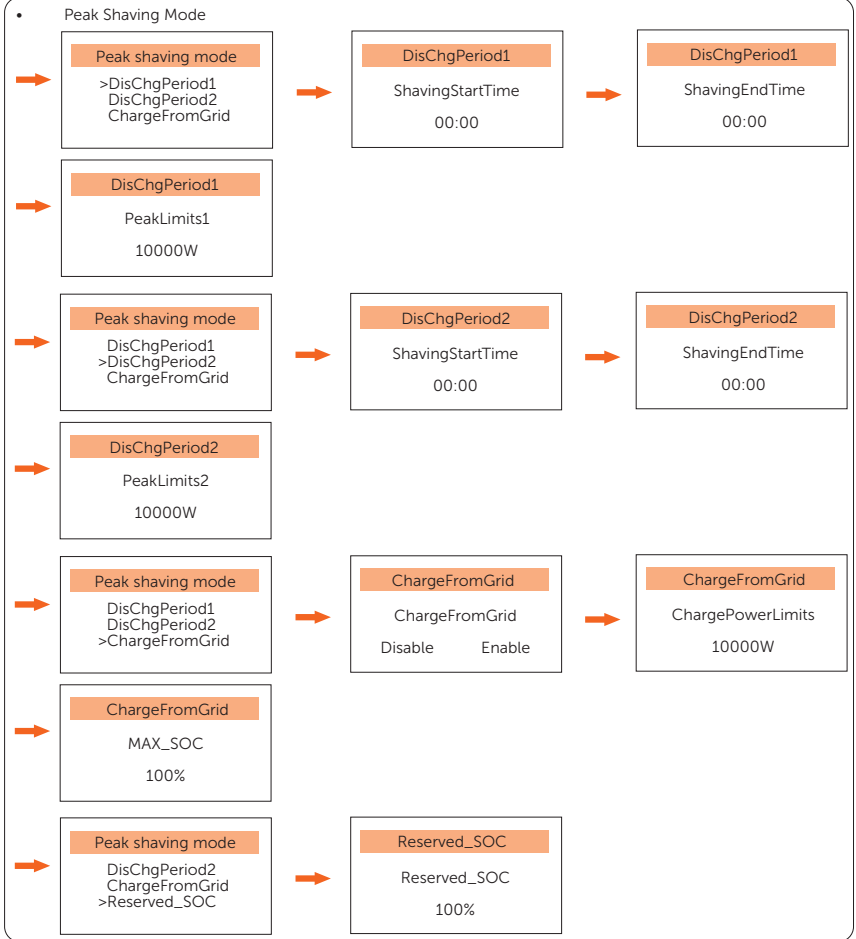 • Peak Shaving Mode
Peak shaving mode
>DisChgPeriod1
DisChgPeriod2
ChargeFromGrid
DisChgPeriod1
ShavingStartTime
00:00
DisChgPeriod1
ShavingEndTime
00:00
DisChgPeriod1
PeakLimits1
10000W
Peak shaving mode
DisChgPeriod1
>DisChgPeriod2
ChargeFromGrid
DisChgPeriod2
ShavingStartTime
00:00
DisChgPeriod2
ShavingEndTime
00:00
DisChgPeriod2
PeakLimits2
10000W
Peak shaving mode
DisChgPeriod1
DisChgPeriod2
>ChargeFromGrid
ChargeFromGrid
ChargeFromGrid
Disable Enable
ChargeFromGrid
ChargePowerLimits
10000W
ChargeFromGrid
MAX_SOC
100%
Peak shaving mode
DisChgPeriod2
ChargeFromGrid
>Reserved_SOC
Reserved_SOC
Reserved_SOC
100%